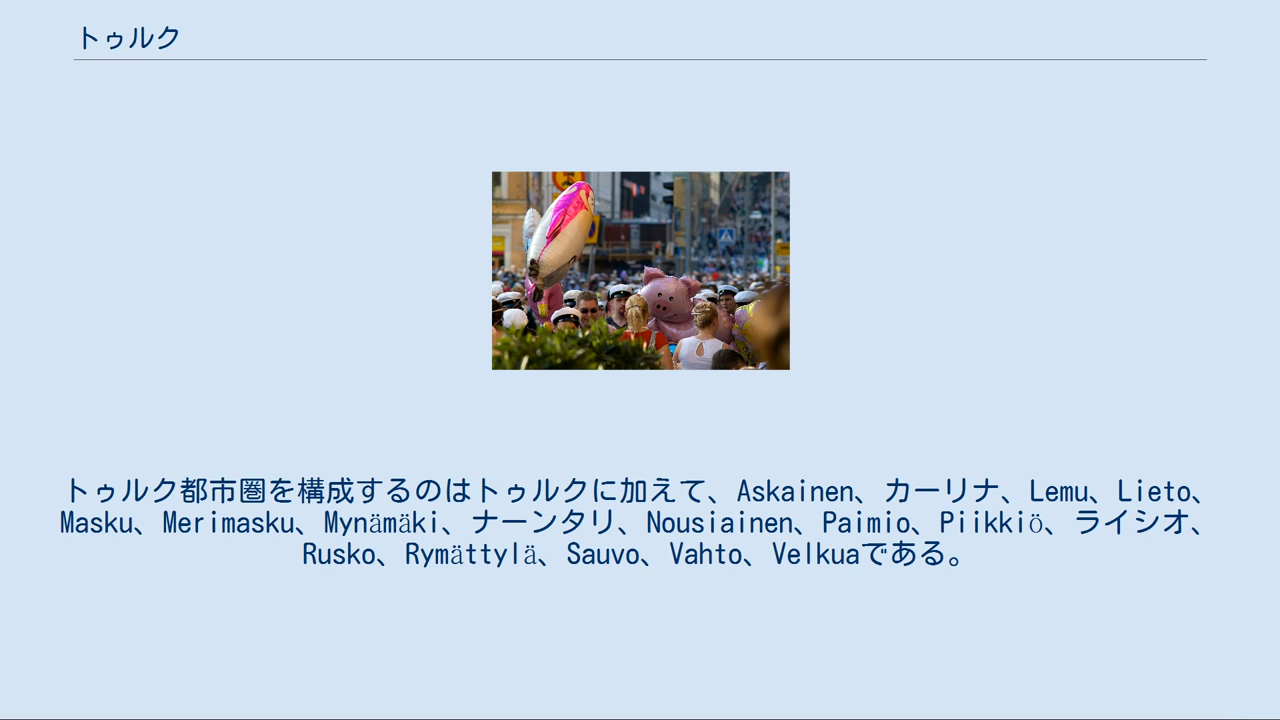 トゥルク
トゥルク都市圏を構成するのはトゥルクに加えて、Askainen、カーリナ、Lemu、Lieto、
Masku、Merimasku、Mynämäki、ナーンタリ、Nousiainen、Paimio、Piikkiö、ライシオ、
Rusko、Rymättylä、Sauvo、Vahto、Velkuaである。